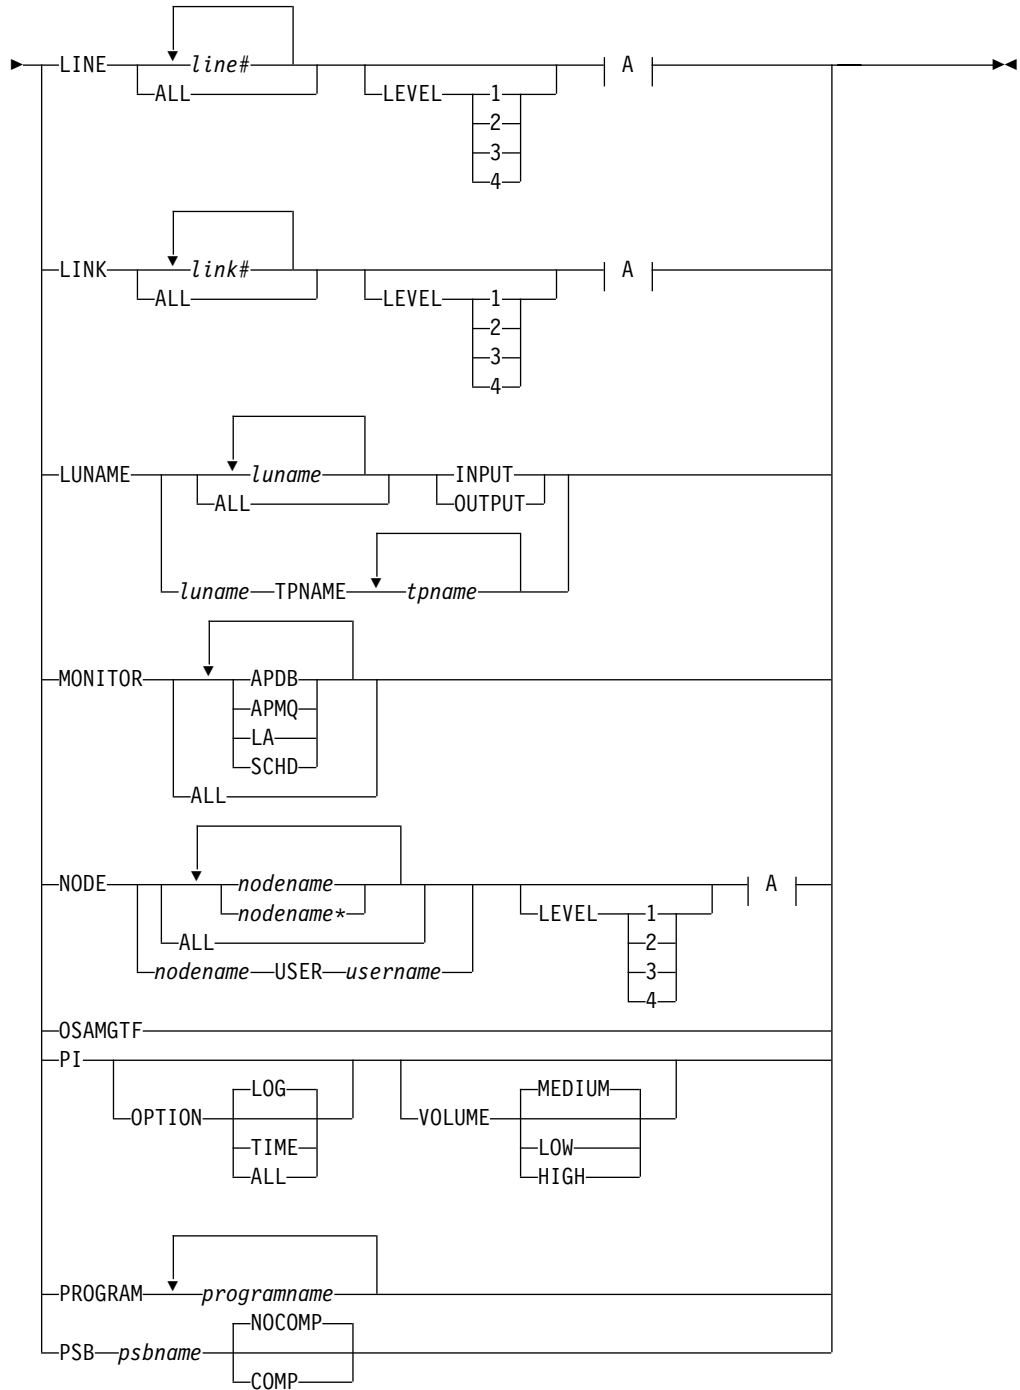 LINE line# A
ALL LEVEL 1
2
3
4
LINK link# A
ALL LEVEL 1
2
3
4
LUNAME luname INPUT
ALL OUTPUT
luname TPNAME tpname
MONITOR APDB
APMQ
LA
SCHD
ALL
NODE nodename A
nodename* LEVEL 1
ALL 2
nodename USER username 3
4
OSAMGTF
PI
LOG MEDIUM
OPTION VOLUME
TIME LOW
ALL HIGH
PROGRAM programname
NOCOMP
PSB psbname
COMP